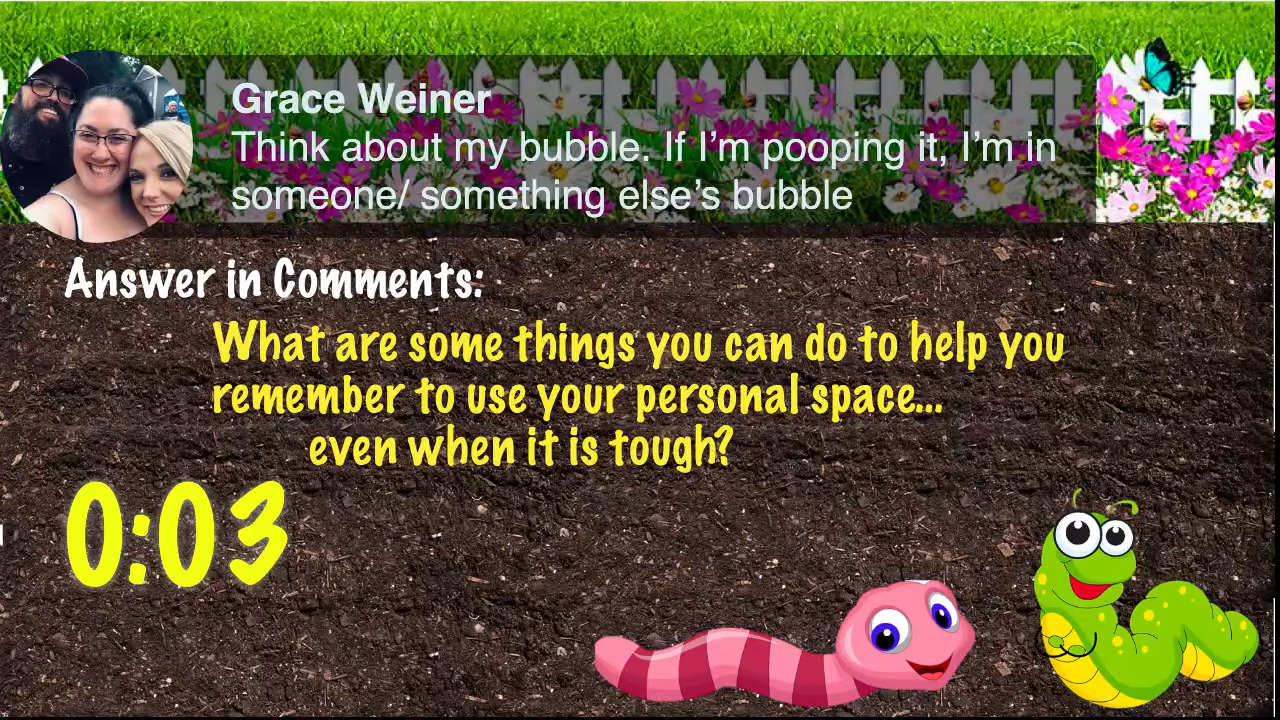 Grace Weiner
Think about my bubble. If I’m pooping it, I’m in
someone/ something else’s bubble
Answer in Comments:
What are some things you can do to help you
remember to use your personal space...
even when it is tough?
0:03